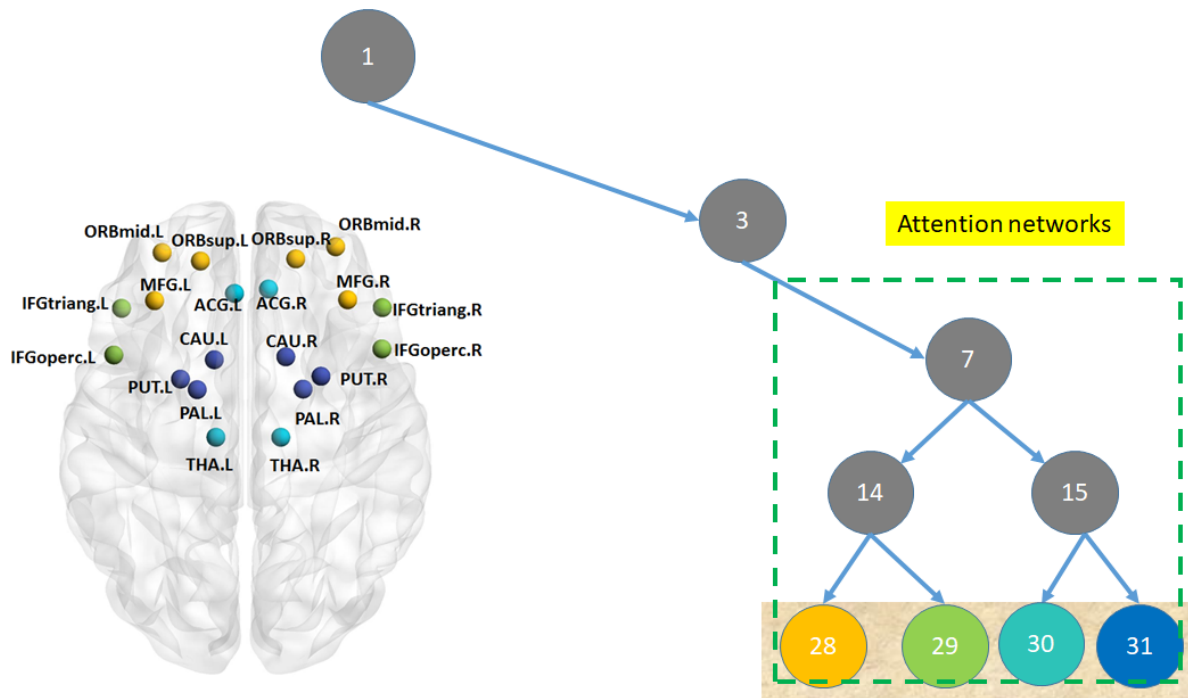 1
3
Attention networks
ORBmid.L
ORBsup.L
ORBsup.R
ORBmid.R
MFG.L
ACG.L
ACG.R
MFG.R
IFGtriang.L
IFGtriang.R
CAU.L
CAU.R
IFGoperc.L
IFGoperc.R
PUT.L
PUT.R
PAL.L
PAL.R
THA.L
THA.R
7
14
15
28
29
30
31